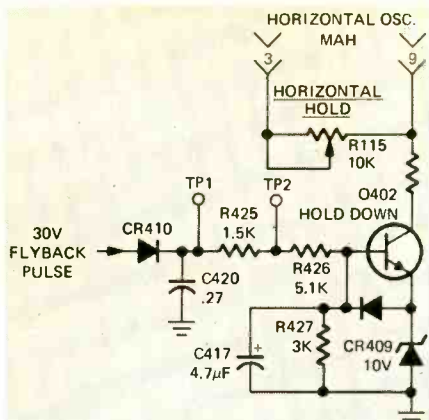 HORIZONTAL OSC.
MAH
3
9
HORIZONTAL
HOLD
R115
10K
TP1
TP2
O402
HOLD DOWN
R425
1.5K
30V
FLYBACK
PULSE
CR410
R426
5.1K
C420
.27
R427
3K
CR409
10V
C417
4.7µF
+